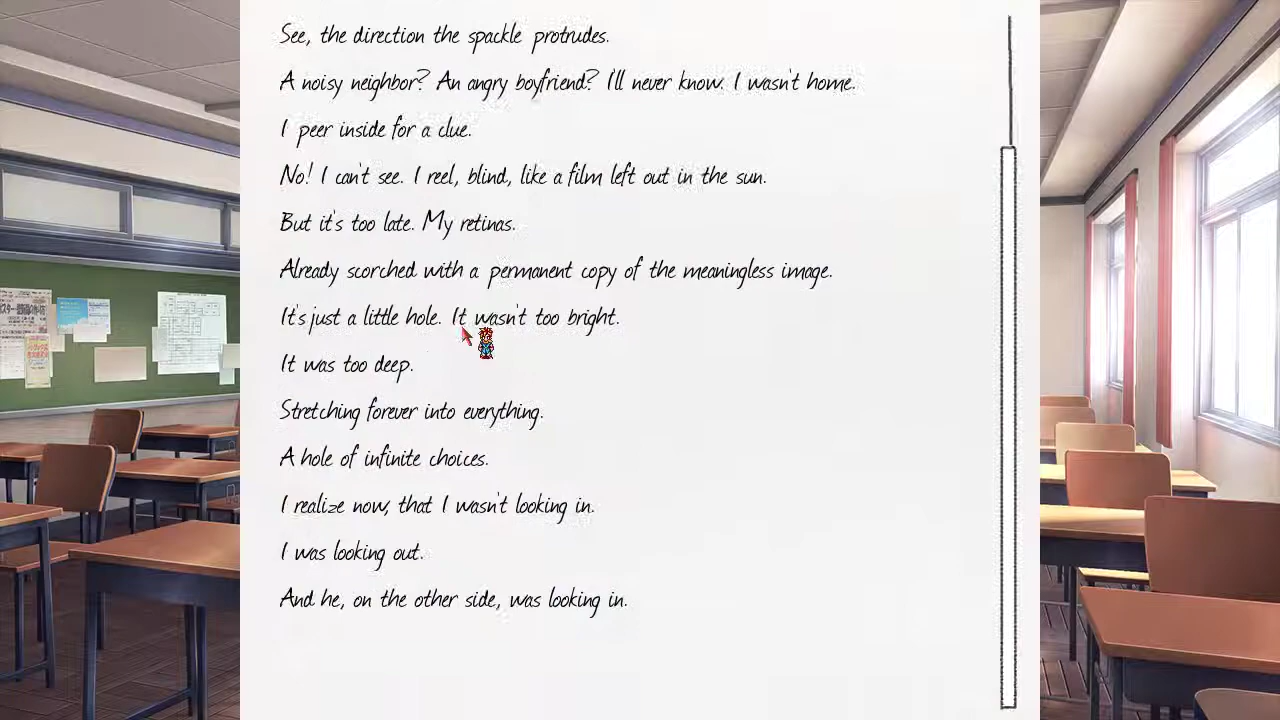 See, the direction the spackle protrudes.
A noisy neighbor? An angry boyfriend? I'll never know. I wasn't home.
I peer inside for a clue.
No! I can't see. I reel, blind, like a film left out in the sun.
But it's too late. My retinas.
Already scorched with a permanent copy of the meaningless image.
It's just a little hole. It wasn't too bright.
It was too deep.
Stretching forever into everything.
A hole of infinite choices.
I realize now, that I wasn't looking in.
I was looking out.
And he, on the other side, was looking in.